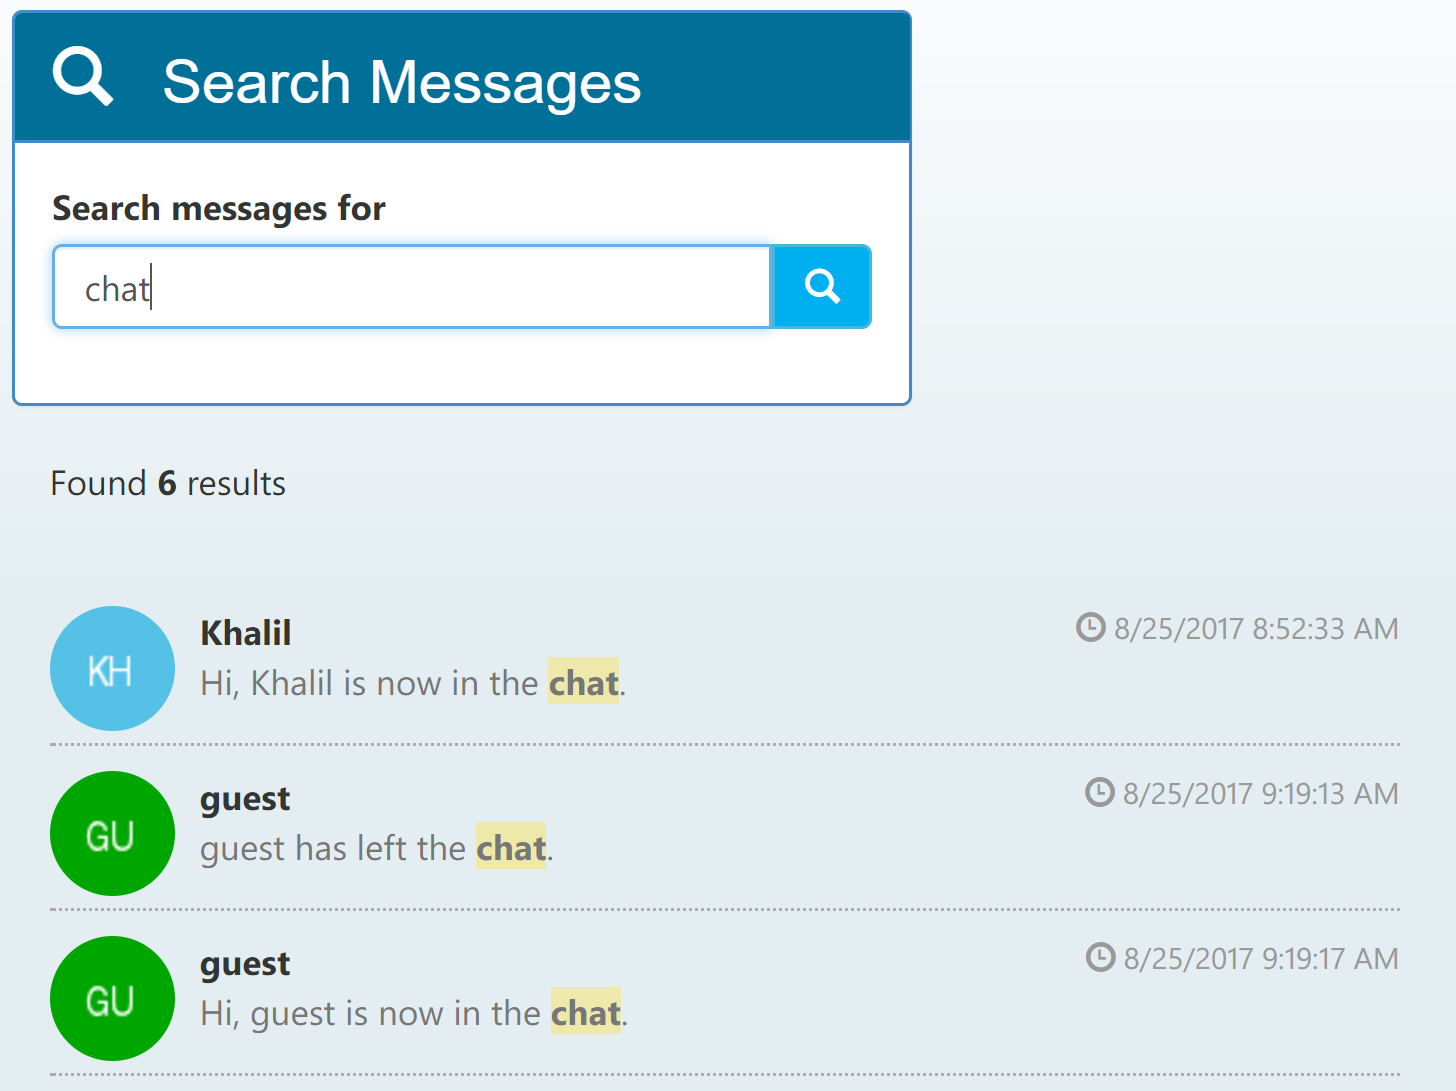 Search Messages
Search messages for
chat
Found 6 results
KH
Khalil
8/25/2017 8:52:33 AM
Hi, Khalil is now in the chat.
GU
guest
8/25/2017 9:19:13 AM
guest has left the chat.
GU
guest
8/25/2017 9:19:17 AM
Hi, guest is now in the chat.